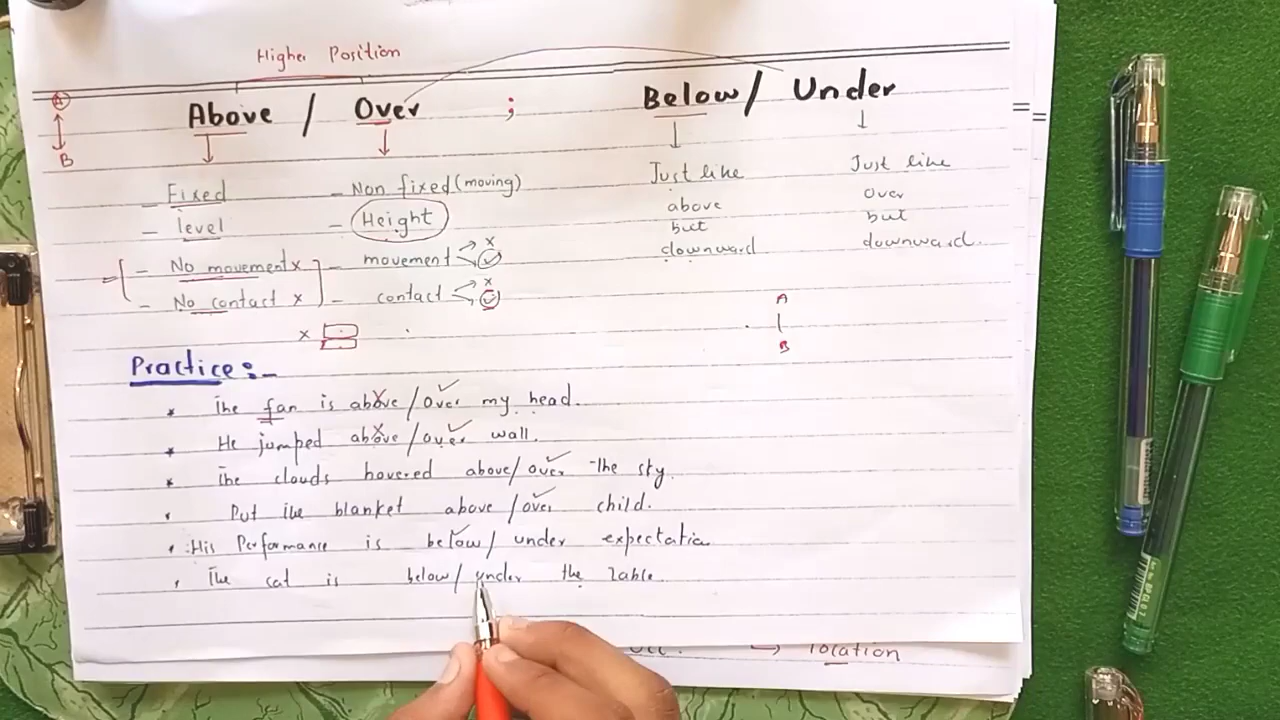 Higher Position
A
B
Above / Over ; Below / Under
Fixed
level
No movement x
No contact x
Non fixed (moving)
Height
movement x ✓
contact x ✓
Just like
above
but
downward
Just like
over
but
downward
x
A
B
Practice:-
* The fan is above/over my head.
* He jumped above/over wall.
* The clouds hovered above/over the sky.
Put the blanket above/over child.
His Performance is below/under expectatio
The cat is below/under the table.
location